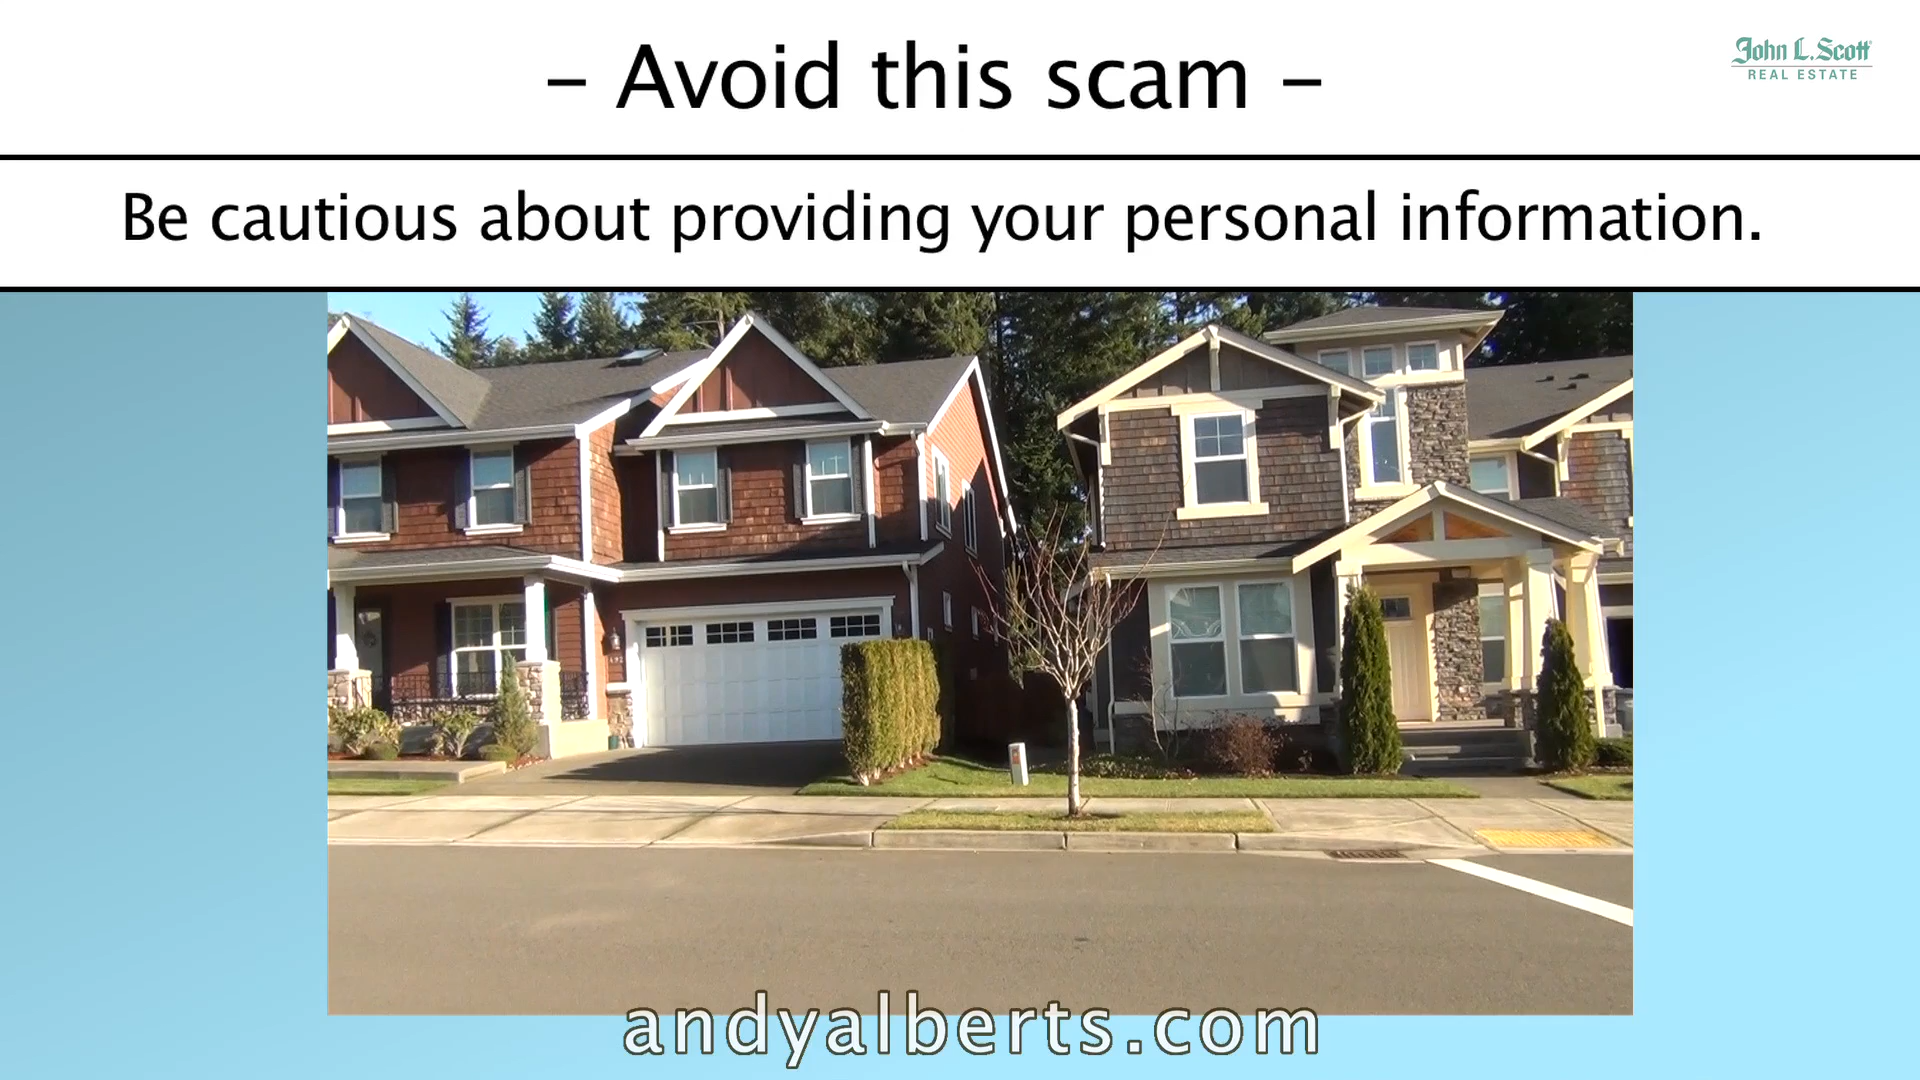 – Avoid this scam –
John L. Scott
REAL ESTATE
Be cautious about providing your personal information.
andyalberts.com